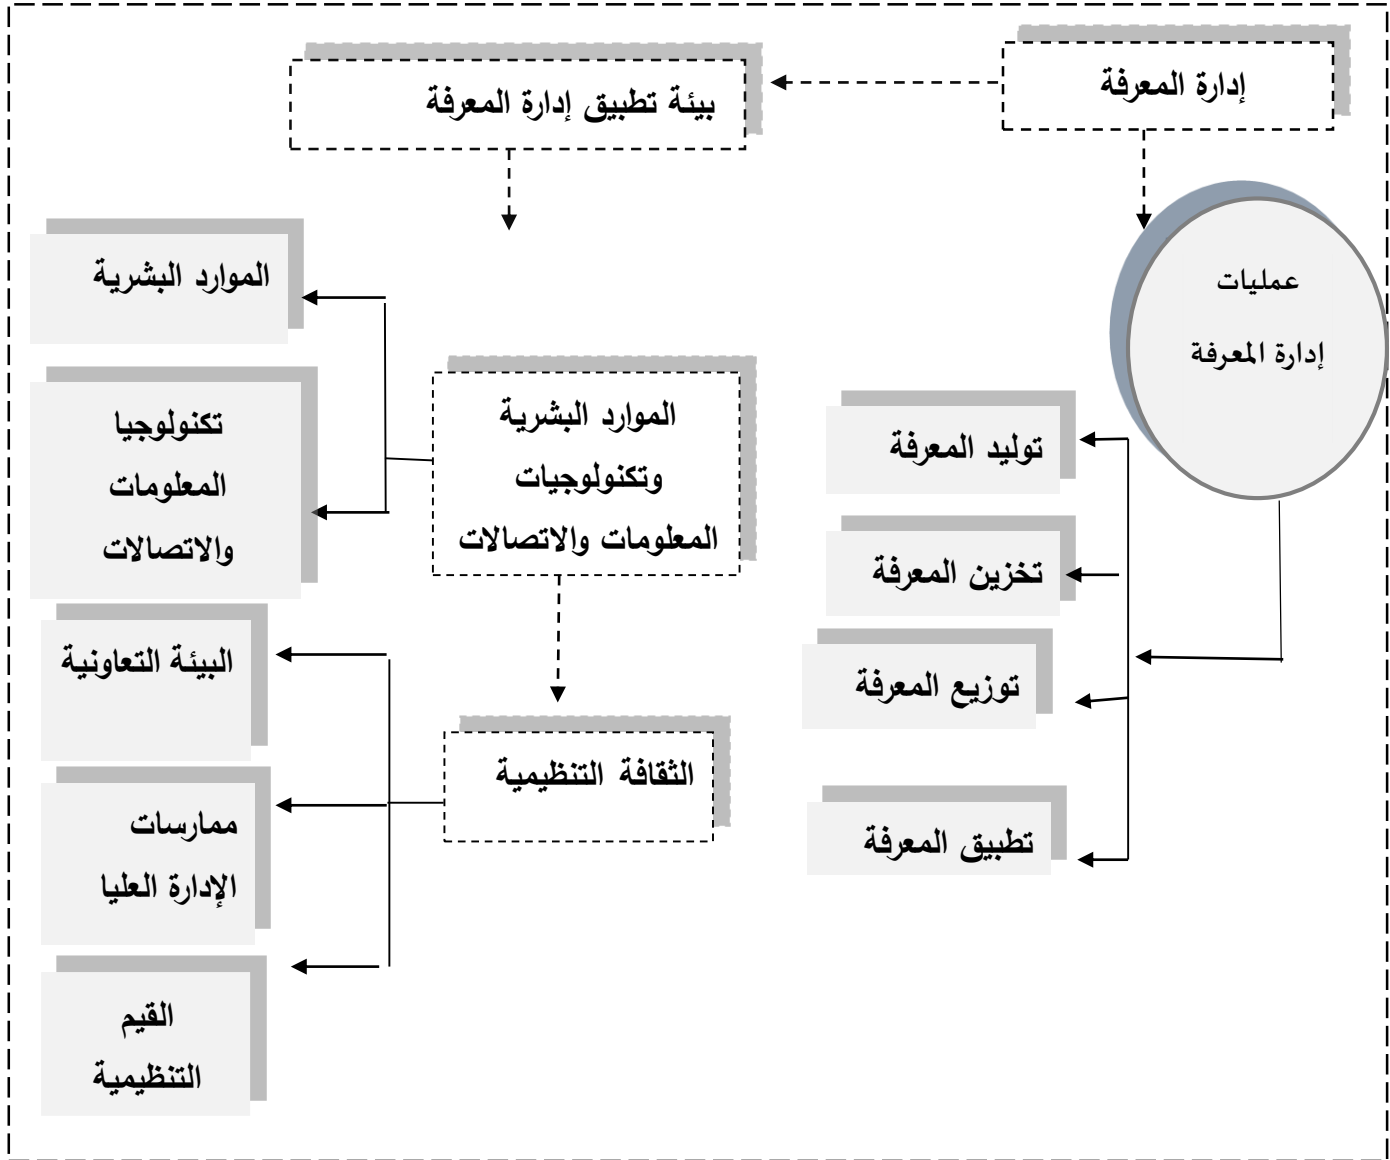 إدارة المعرفة
بيئة تطبيق إدارة المعرفة
عمليات
إدارة المعرفة
توليد المعرفة
تخزين المعرفة
توزيع المعرفة
تطبيق المعرفة
الموارد البشرية
وتكنولوجيات
المعلومات والاتصالات
الموارد البشرية
تكنولوجيا
المعلومات
والاتصالات
الثقافة التنظيمية
البيئة التعاونية
ممارسات
الإدارة العليا
القيم
التنظيمية